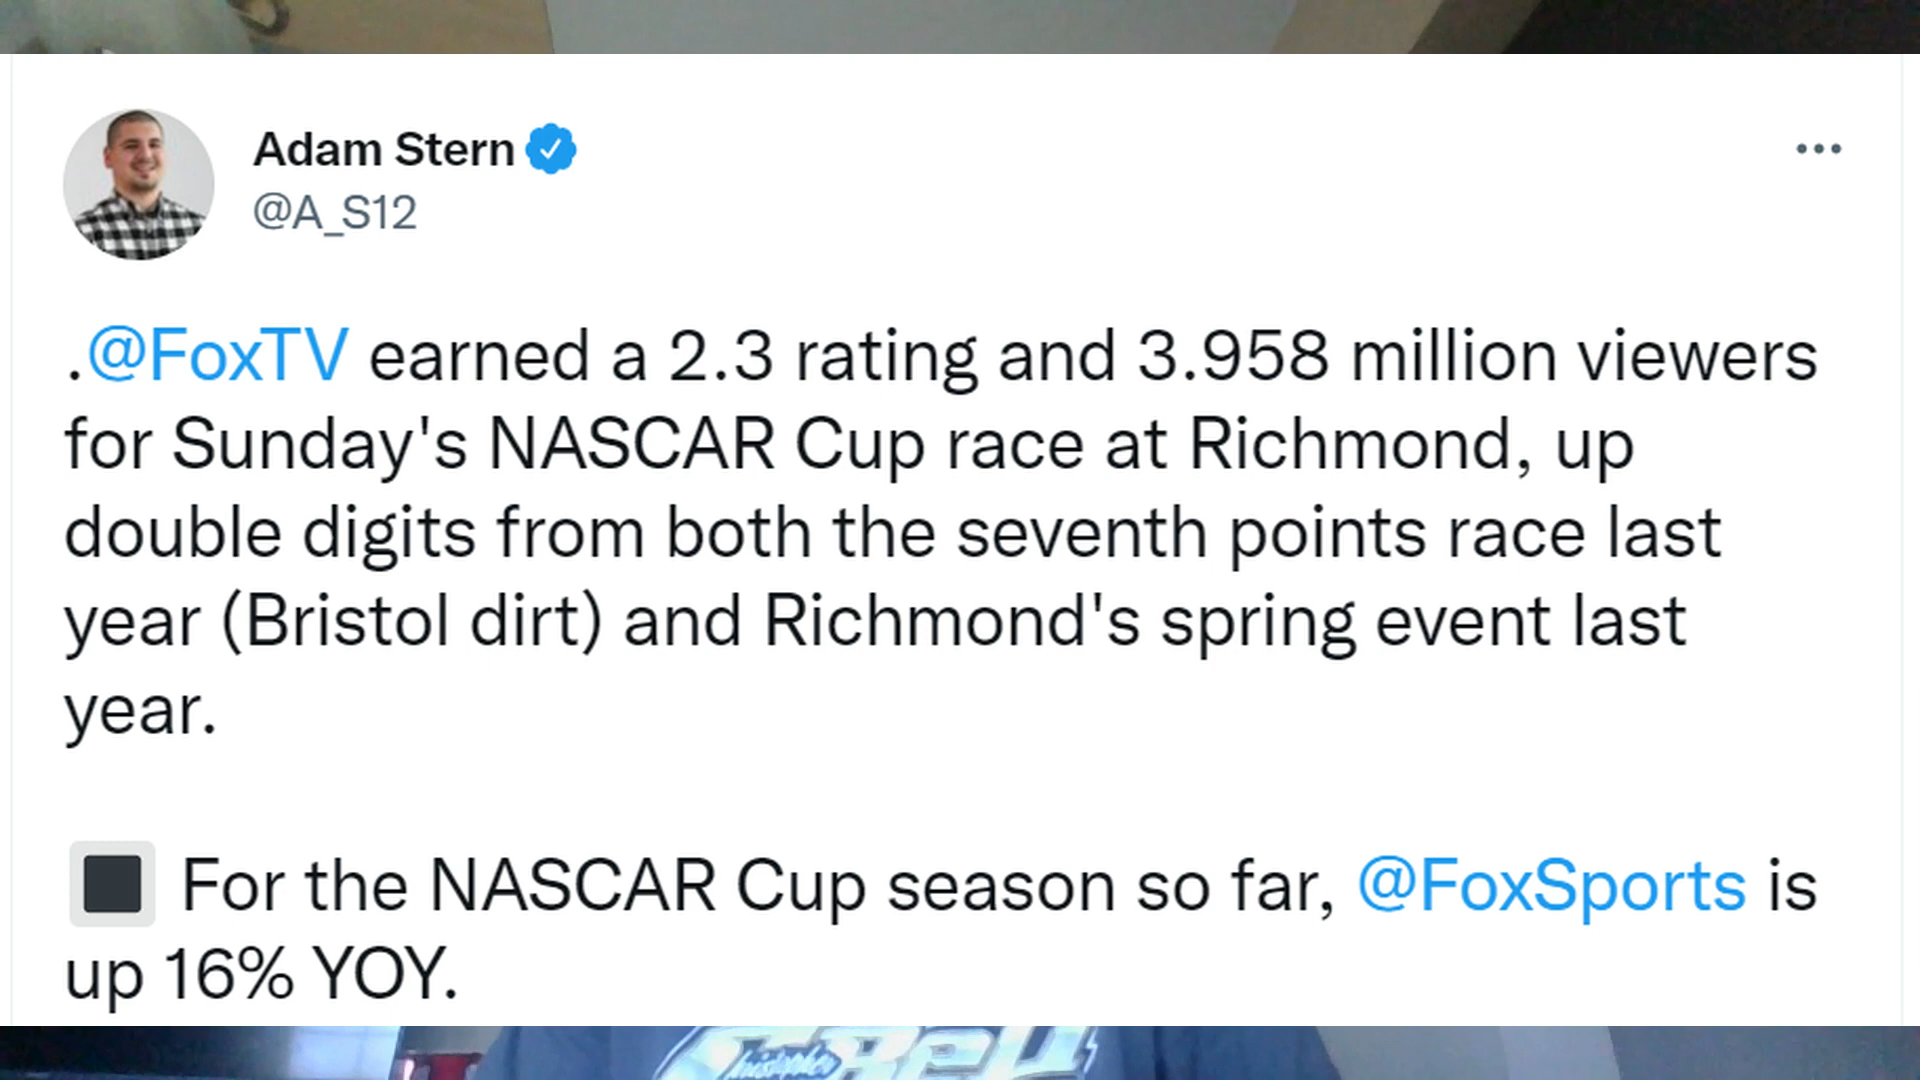 Adam Stern
@A_S12
.@FoxTV earned a 2.3 rating and 3.958 million viewers
for Sunday's NASCAR Cup race at Richmond, up
double digits from both the seventh points race last
year (Bristol dirt) and Richmond's spring event last
year.
For the NASCAR Cup season so far, @FoxSports is
up 16% YOY.
Christopher
Bell